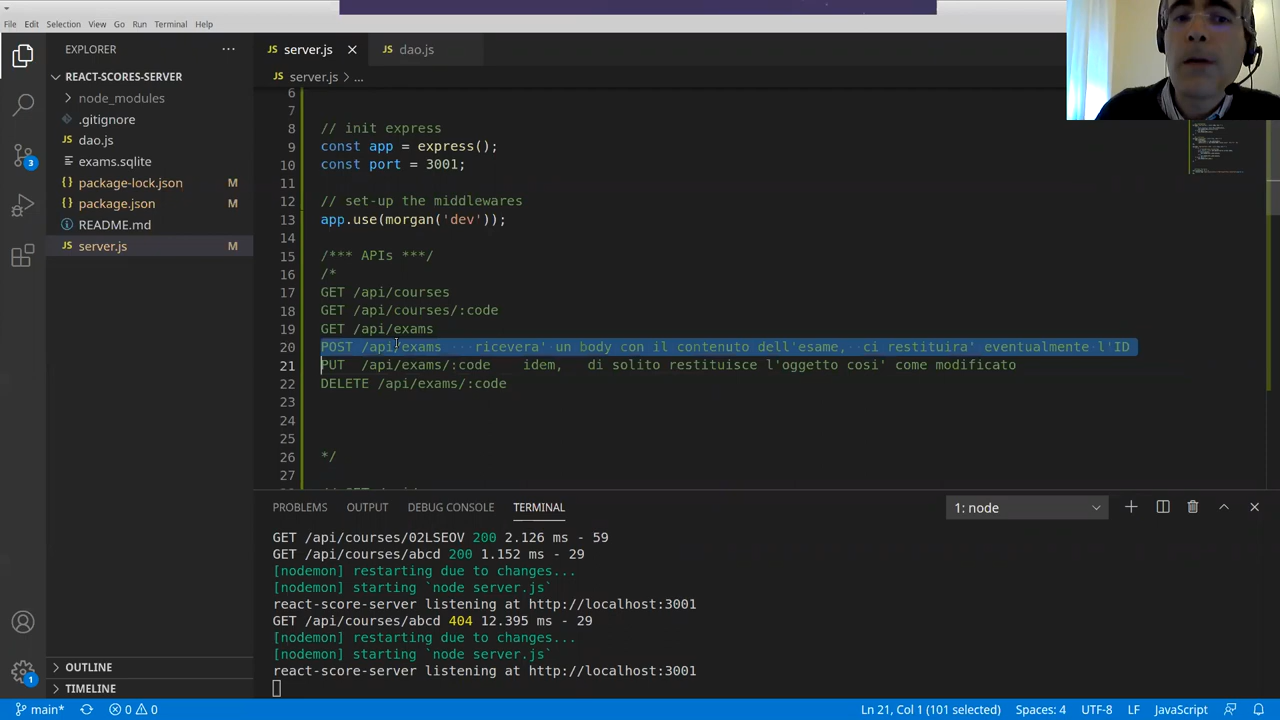 File Edit Selection View Go Run Terminal Help
EXPLORER
REACT-SCORES-SERVER
node_modules
.gitignore
dao.js
exams.sqlite
package-lock.json M
package.json M
README.md
server.js M
OUTLINE
TIMELINE
JS server.js
JS dao.js
JS server.js > ...
6
7
8 // init express
9 const app = express();
10 const port = 3001;
11
12 // set-up the middlewares
13 app.use(morgan('dev'));
14
15 /*** APIs ***/
16 /*
17 GET /api/courses
18 GET /api/courses/:code
19 GET /api/exams
20 POST /api/exams ricevera' un body con il contenuto dell'esame, ci restituira' eventualmente l'ID
21 PUT /api/exams/:code idem, di solito restituisce l'oggetto cosi' come modificato
22 DELETE /api/exams/:code
23
24
25
26 */
27
PROBLEMS OUTPUT DEBUG CONSOLE TERMINAL
1: node
GET /api/courses/02LSEOV 200 2.126 ms - 59
GET /api/courses/abcd 200 1.152 ms - 29
[nodemon] restarting due to changes...
[nodemon] starting `node server.js`
react-score-server listening at http://localhost:3001
GET /api/courses/abcd 404 12.395 ms - 29
[nodemon] restarting due to changes...
[nodemon] starting `node server.js`
react-score-server listening at http://localhost:3001
3
1
main* 0 0
Ln 21, Col 1 (101 selected) Spaces: 4 UTF-8 LF JavaScript